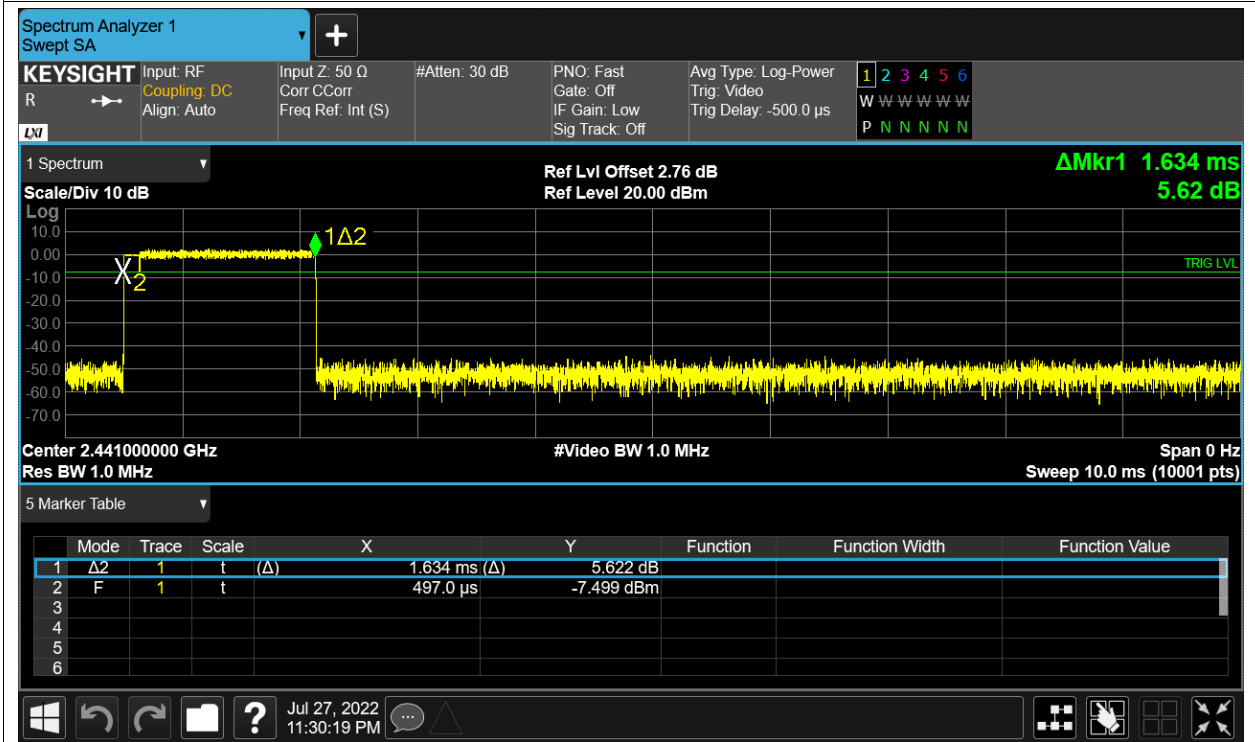 Spectrum Analyzer 1
Swept SA
KEYSIGHT Input: RF Input Z: 50 Ω #Atten: 30 dB PNO: Fast Avg Type: Log-Power 1 2 3 4 5 6
R Coupling: DC Corr CCorr Gate: Off Trig: Video W W W W W W
Align: Auto Freq Ref: Int (S) IF Gain: Low Trig Delay: -500.0 µs
LXI Sig Track: Off P N N N N N
1 Spectrum Ref Lvl Offset 2.76 dB ΔMkr1 1.634 ms
Scale/Div 10 dB Ref Level 20.00 dBm 5.62 dB
Log
10.0 1Δ2
0.00
TRIG LVL
-10.0 X2
-20.0
-30.0
-40.0
-50.0
-60.0
-70.0
Center 2.441000000 GHz #Video BW 1.0 MHz Span 0 Hz
Res BW 1.0 MHz Sweep 10.0 ms (10001 pts)
5 Marker Table
Mode Trace Scale X Y Function Function Width Function Value
1 Δ2 1 t (Δ) 1.634 ms (Δ) 5.622 dB
2 F 1 t 497.0 µs -7.499 dBm
3
4
5
6
? Jul 27, 2022
11:30:19 PM